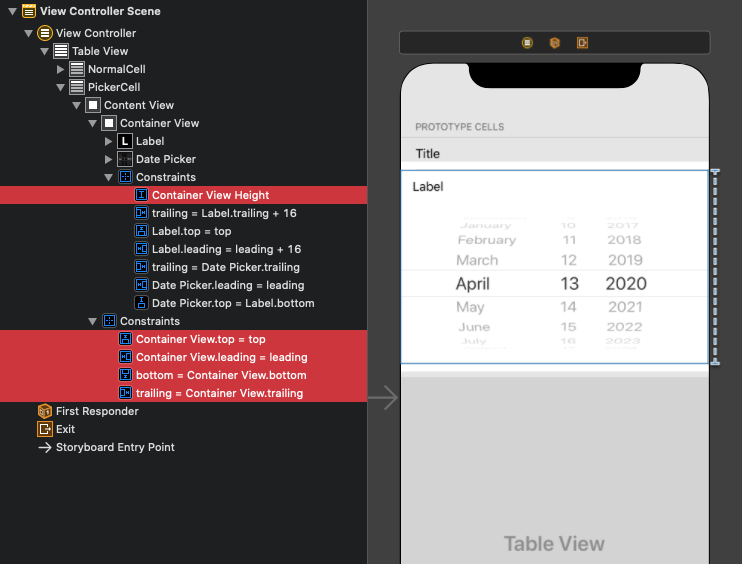 View Controller Scene
View Controller
Table View
NormalCell
PickerCell
Content View
Container View
L Label
Date Picker
Constraints
Container View Height
trailing = Label.trailing + 16
Label.top = top
Label.leading = leading + 16
trailing = Date Picker.trailing
Date Picker.leading = leading
Date Picker.top = Label.bottom
Constraints
Container View.top = top
Container View.leading = leading
bottom = Container View.bottom
trailing = Container View.trailing
First Responder
Exit
Storyboard Entry Point
PROTOTYPE CELLS
Title
Label
January 10 2017
February 11 2018
March 12 2019
April 13 2020
May 14 2021
June 15 2022
July 16 2023
Table View